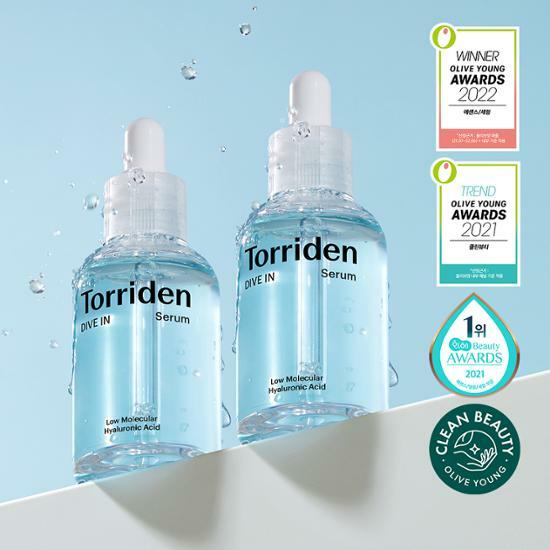 Torriden
DIVE IN
Serum
Low Molecular
Hyaluronic Acid
Torriden
DIVE IN
Serum
Low Molecular
Hyaluronic Acid
WINNER
OLIVE YOUNG
AWARDS
2022
에센스/세럼
TREND
OLIVE YOUNG
AWARDS
2021
클린뷰티
1위
Beauty
AWARDS
2021
CLEAN BEAUTY
OLIVE YOUNG